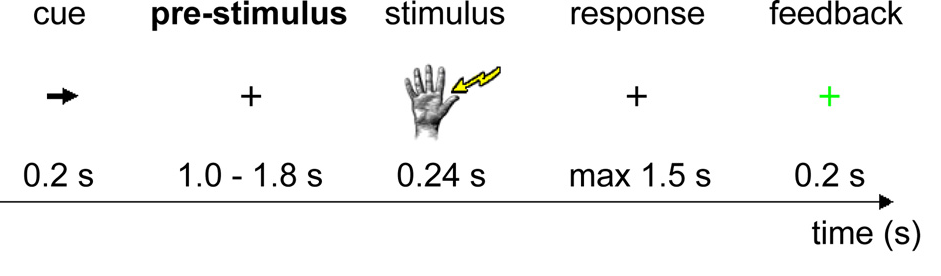 cue pre-stimulus stimulus response feedback
+ + +
0.2 s 1.0 - 1.8 s 0.24 s max 1.5 s 0.2 s
time (s)